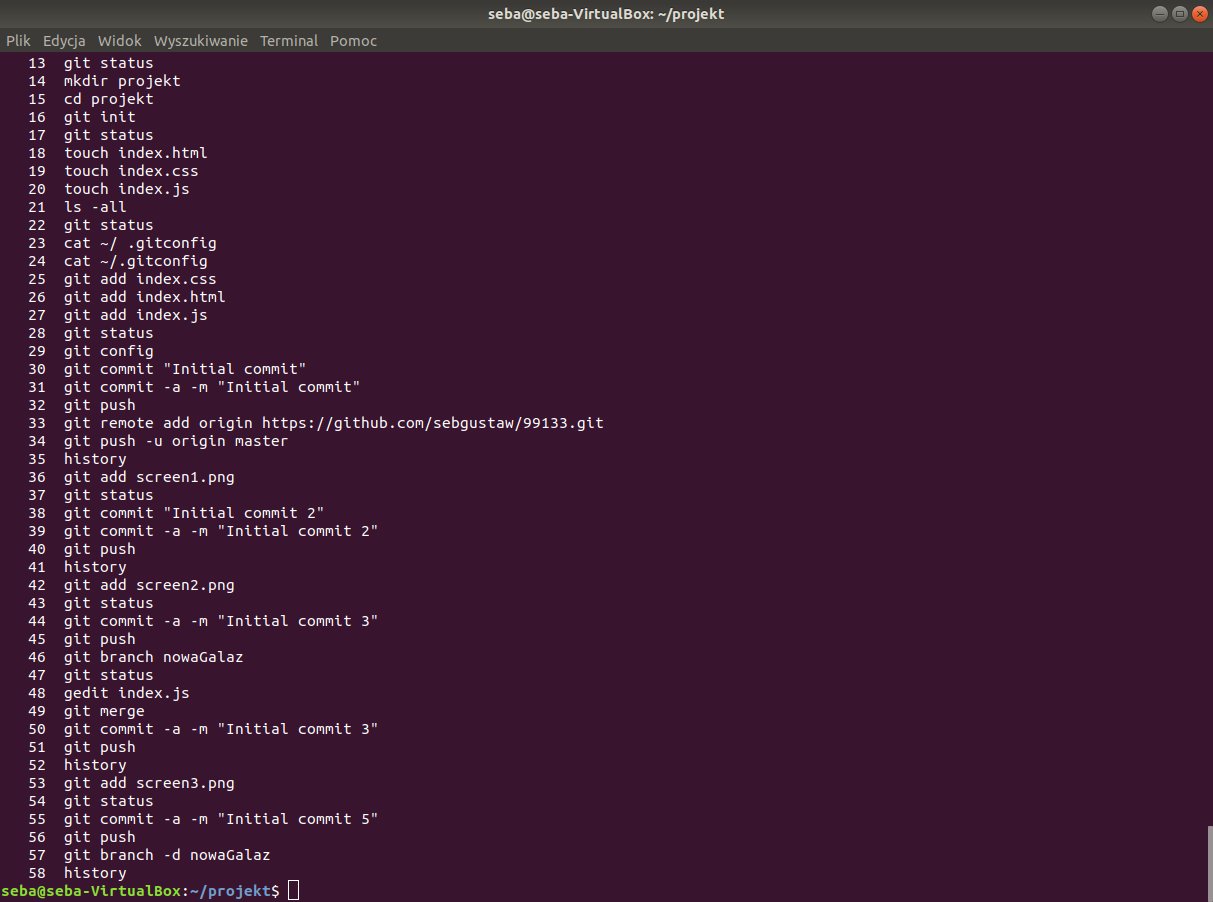 seba@seba-VirtualBox: ~/projekt
Plik Edycja Widok Wyszukiwanie Terminal Pomoc
13 git status
14 mkdir projekt
15 cd projekt
16 git init
17 git status
18 touch index.html
19 touch index.css
20 touch index.js
21 ls -all
22 git status
23 cat ~/ .gitconfig
24 cat ~/.gitconfig
25 git add index.css
26 git add index.html
27 git add index.js
28 git status
29 git config
30 git commit "Initial commit"
31 git commit -a -m "Initial commit"
32 git push
33 git remote add origin https://github.com/sebgustaw/99133.git
34 git push -u origin master
35 history
36 git add screen1.png
37 git status
38 git commit "Initial commit 2"
39 git commit -a -m "Initial commit 2"
40 git push
41 history
42 git add screen2.png
43 git status
44 git commit -a -m "Initial commit 3"
45 git push
46 git branch nowaGalaz
47 git status
48 gedit index.js
49 git merge
50 git commit -a -m "Initial commit 3"
51 git push
52 history
53 git add screen3.png
54 git status
55 git commit -a -m "Initial commit 5"
56 git push
57 git branch -d nowaGalaz
58 history
seba@seba-VirtualBox:~/projekt$